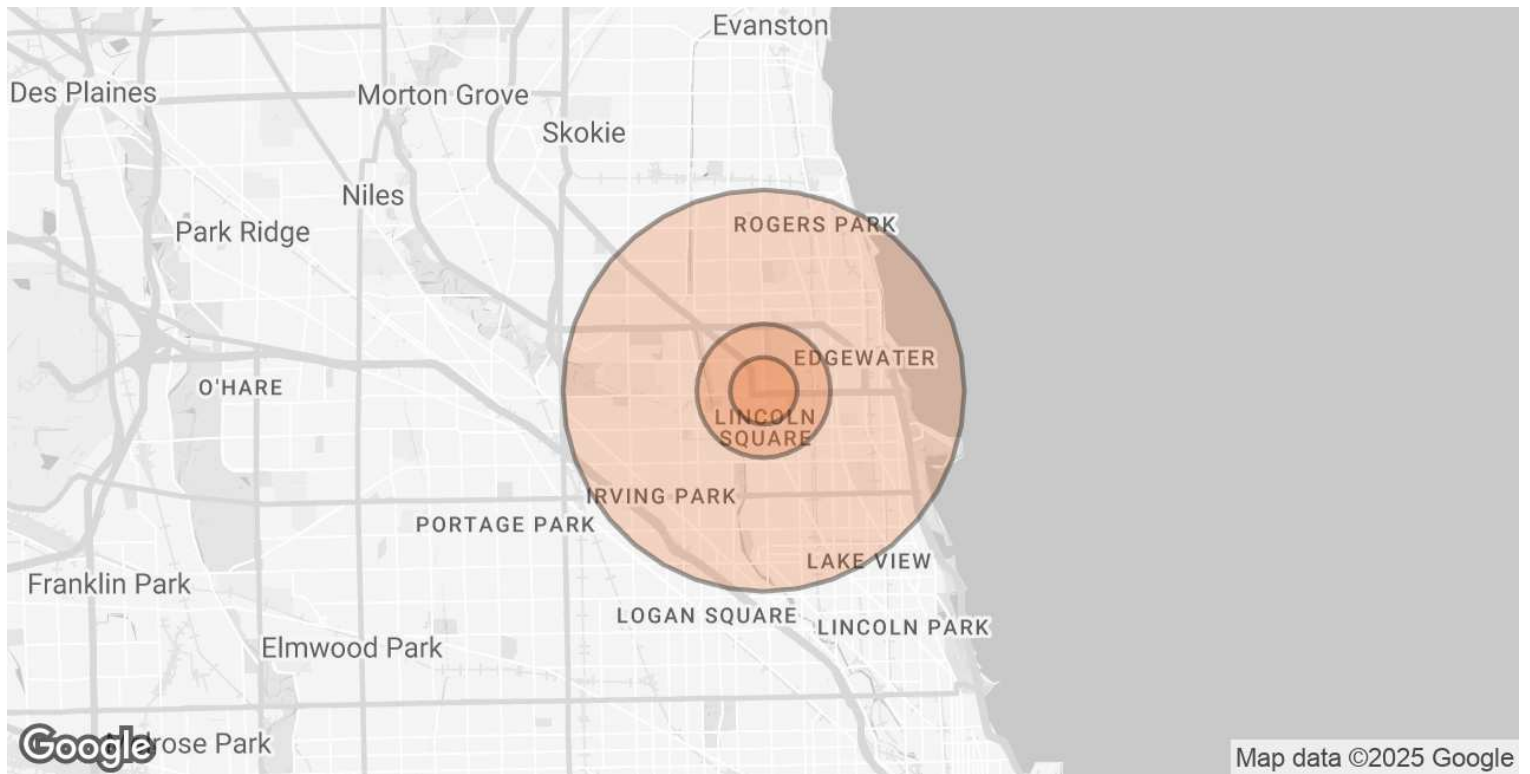 Evanston
Des Plaines
Morton Grove
Skokie
Niles
ROGERS PARK
Park Ridge
EDGEWATER
O'HARE
LINCOLN
SQUARE
IRVING PARK
PORTAGE PARK
LAKE VIEW
Franklin Park
LOGAN SQUARE
LINCOLN PARK
Elmwood Park
Google
Melrose Park
Map data ©2025 Google